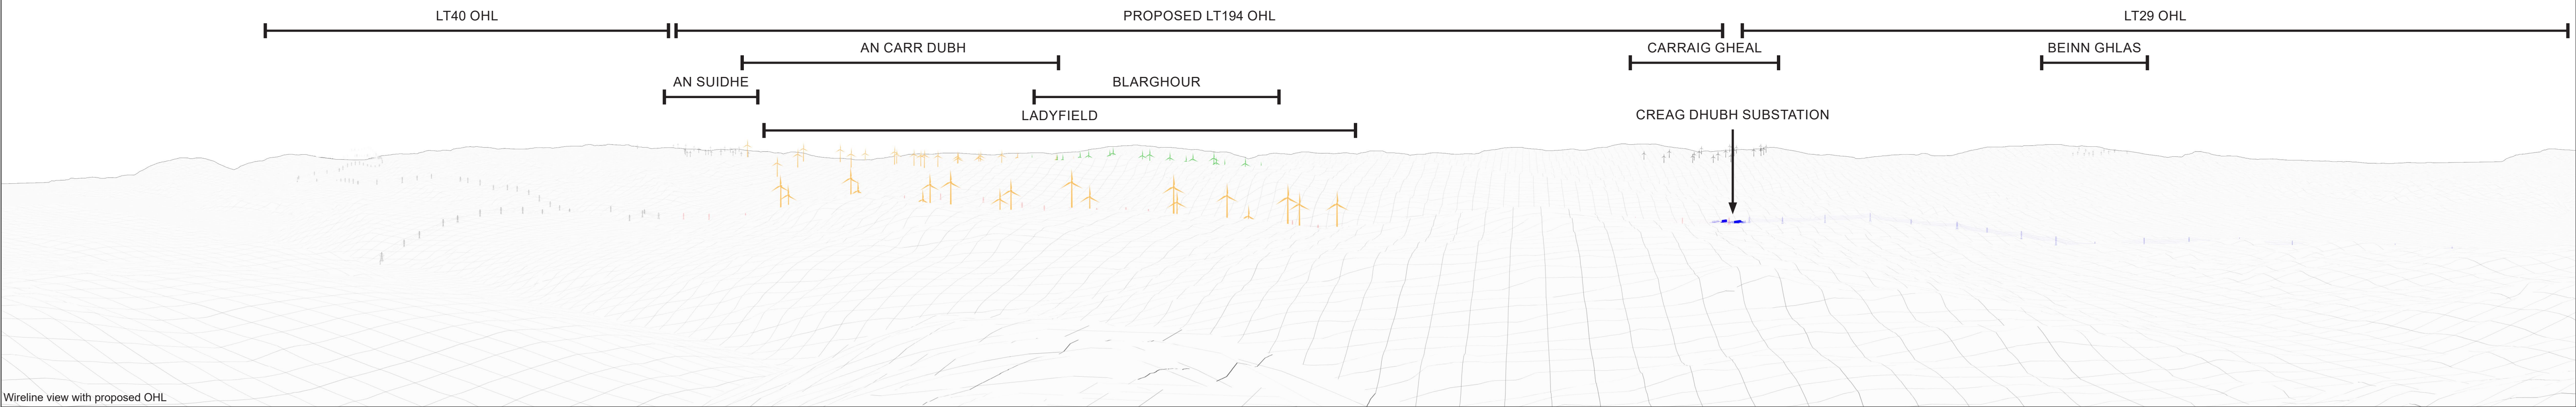 LT40 OHL
PROPOSED LT194 OHL
LT29 OHL
AN CARR DUBH
CARRAIG GHEAL
BEINN GHLAS
AN SUIDHE
BLARGHOUR
LADYFIELD
CREAG DHUBH SUBSTATION
Wireline view with proposed OHL